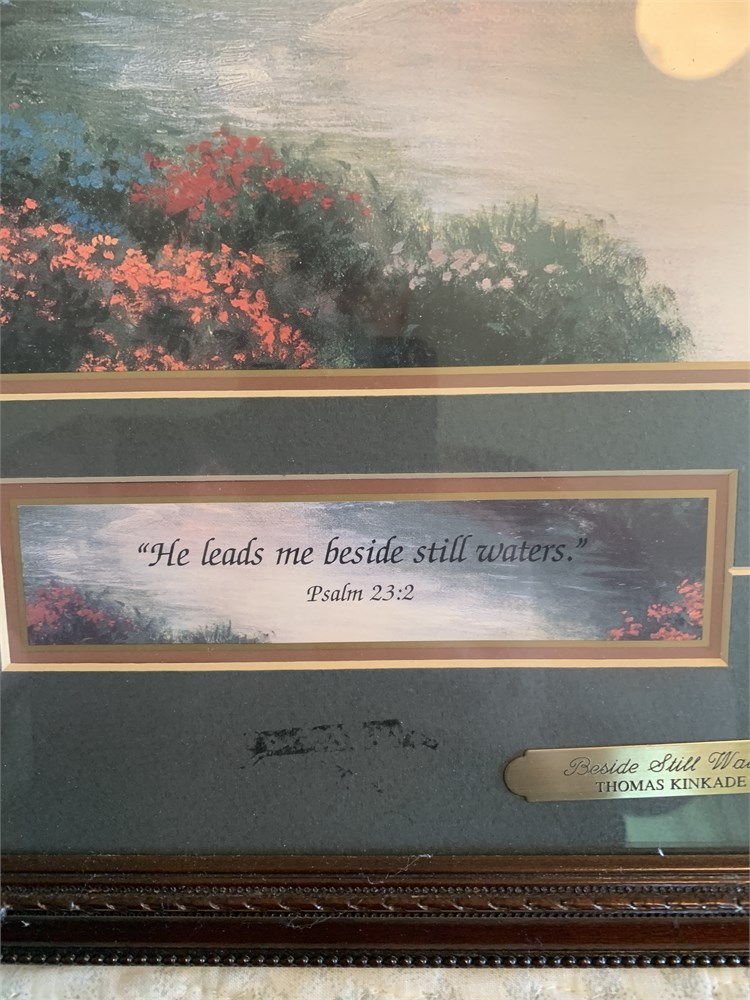 “He leads me beside still waters.”
Psalm 23:2
Beside Still
THOMAS KINKADE